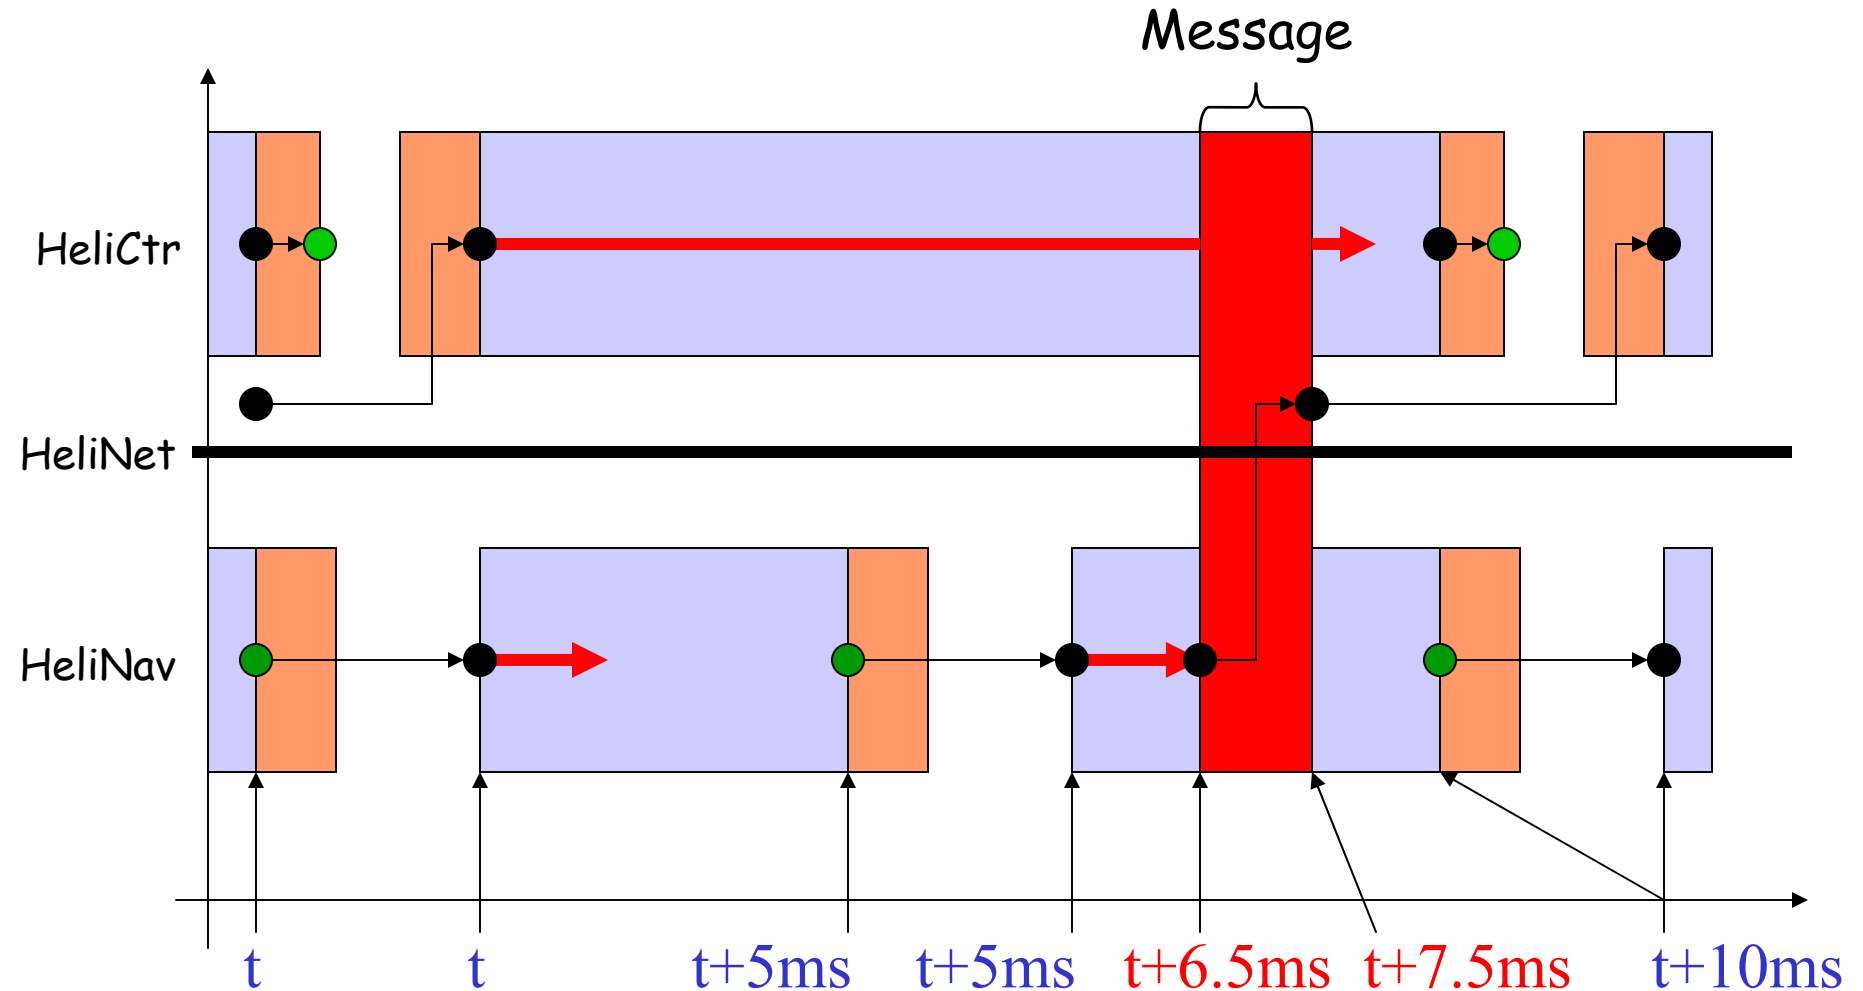 Message
HeliCtr
HeliNet
HeliNav
t t t+5ms t+5ms t+6.5ms t+7.5ms t+10ms